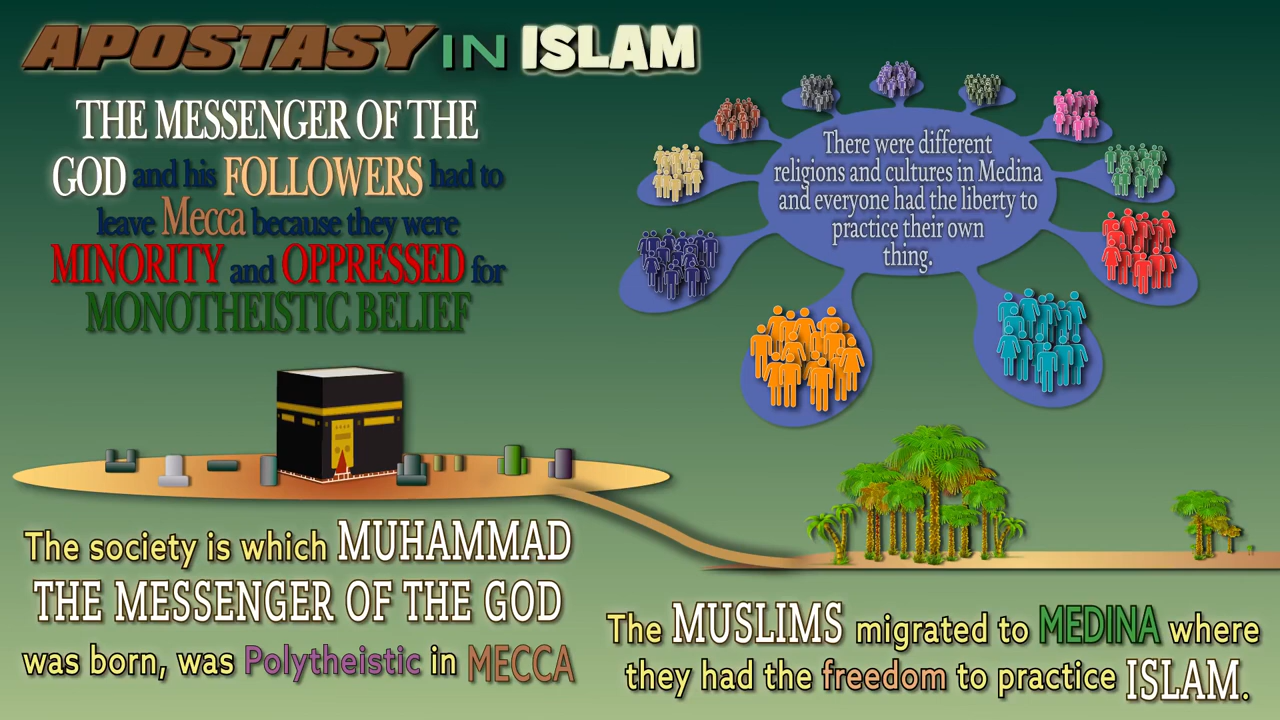 APOSTASY IN ISLAM
THE MESSENGER OF THE
GOD and his FOLLOWERS had to
leave Mecca because they were
MINORITY and OPPRESSED for
MONOTHEISTIC BELIEF
There were different
religions and cultures in Medina
and everyone had the liberty to
practice their own
thing.
The society is which MUHAMMAD
THE MESSENGER OF THE GOD
was born, was Polytheistic in MECCA
The MUSLIMS migrated to MEDINA where
they had the freedom to practice ISLAM.